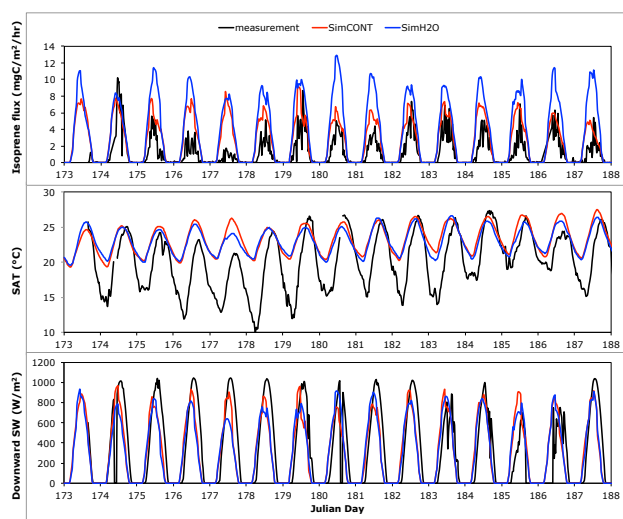 measurement SimCONT SimH2O
Isoprene flux (mgC/m²/hr)
14
12
10
8
6
4
2
0
173 174 175 176 177 178 179 180 181 182 183 184 185 186 187 188
SAT (°C)
30
25
20
15
10
173 174 175 176 177 178 179 180 181 182 183 184 185 186 187 188
Downward SW (W/m²)
1200
1000
800
600
400
200
0
173 174 175 176 177 178 179 180 181 182 183 184 185 186 187 188
Julian Day